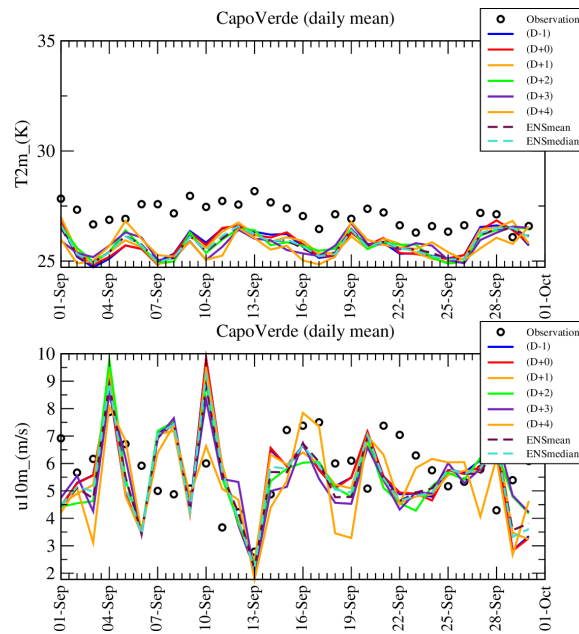 CapoVerde (daily mean)
35
30
25
T2m_(K)
01-Sep
04-Sep
07-Sep
10-Sep
13-Sep
16-Sep
19-Sep
22-Sep
25-Sep
28-Sep
01-Oct
Observation
(D-1)
(D+0)
(D+1)
(D+2)
(D+3)
(D+4)
ENSmean
ENSmedian
CapoVerde (daily mean)
10
9
8
7
6
5
4
3
2
u10m_(m/s)
01-Sep
04-Sep
07-Sep
10-Sep
13-Sep
16-Sep
19-Sep
22-Sep
25-Sep
28-Sep
01-Oct
Observation
(D-1)
(D+0)
(D+1)
(D+2)
(D+3)
(D+4)
ENSmean
ENSmedian